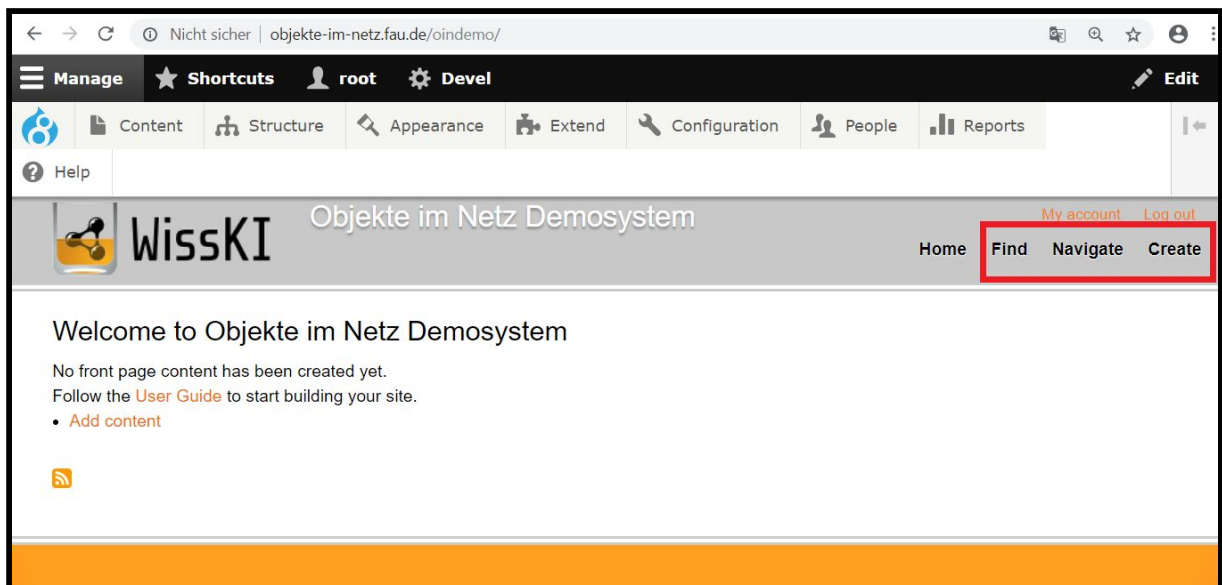 Nicht sicher | objekte-im-netz.fau.de/oindemo/
Manage Shortcuts root Devel Edit
Content Structure Appearance Extend Configuration People Reports
Help
WissKI Objekte im Netz Demosystem
My account Log out
Home Find Navigate Create
Welcome to Objekte im Netz Demosystem
No front page content has been created yet.
Follow the User Guide to start building your site.
• Add content